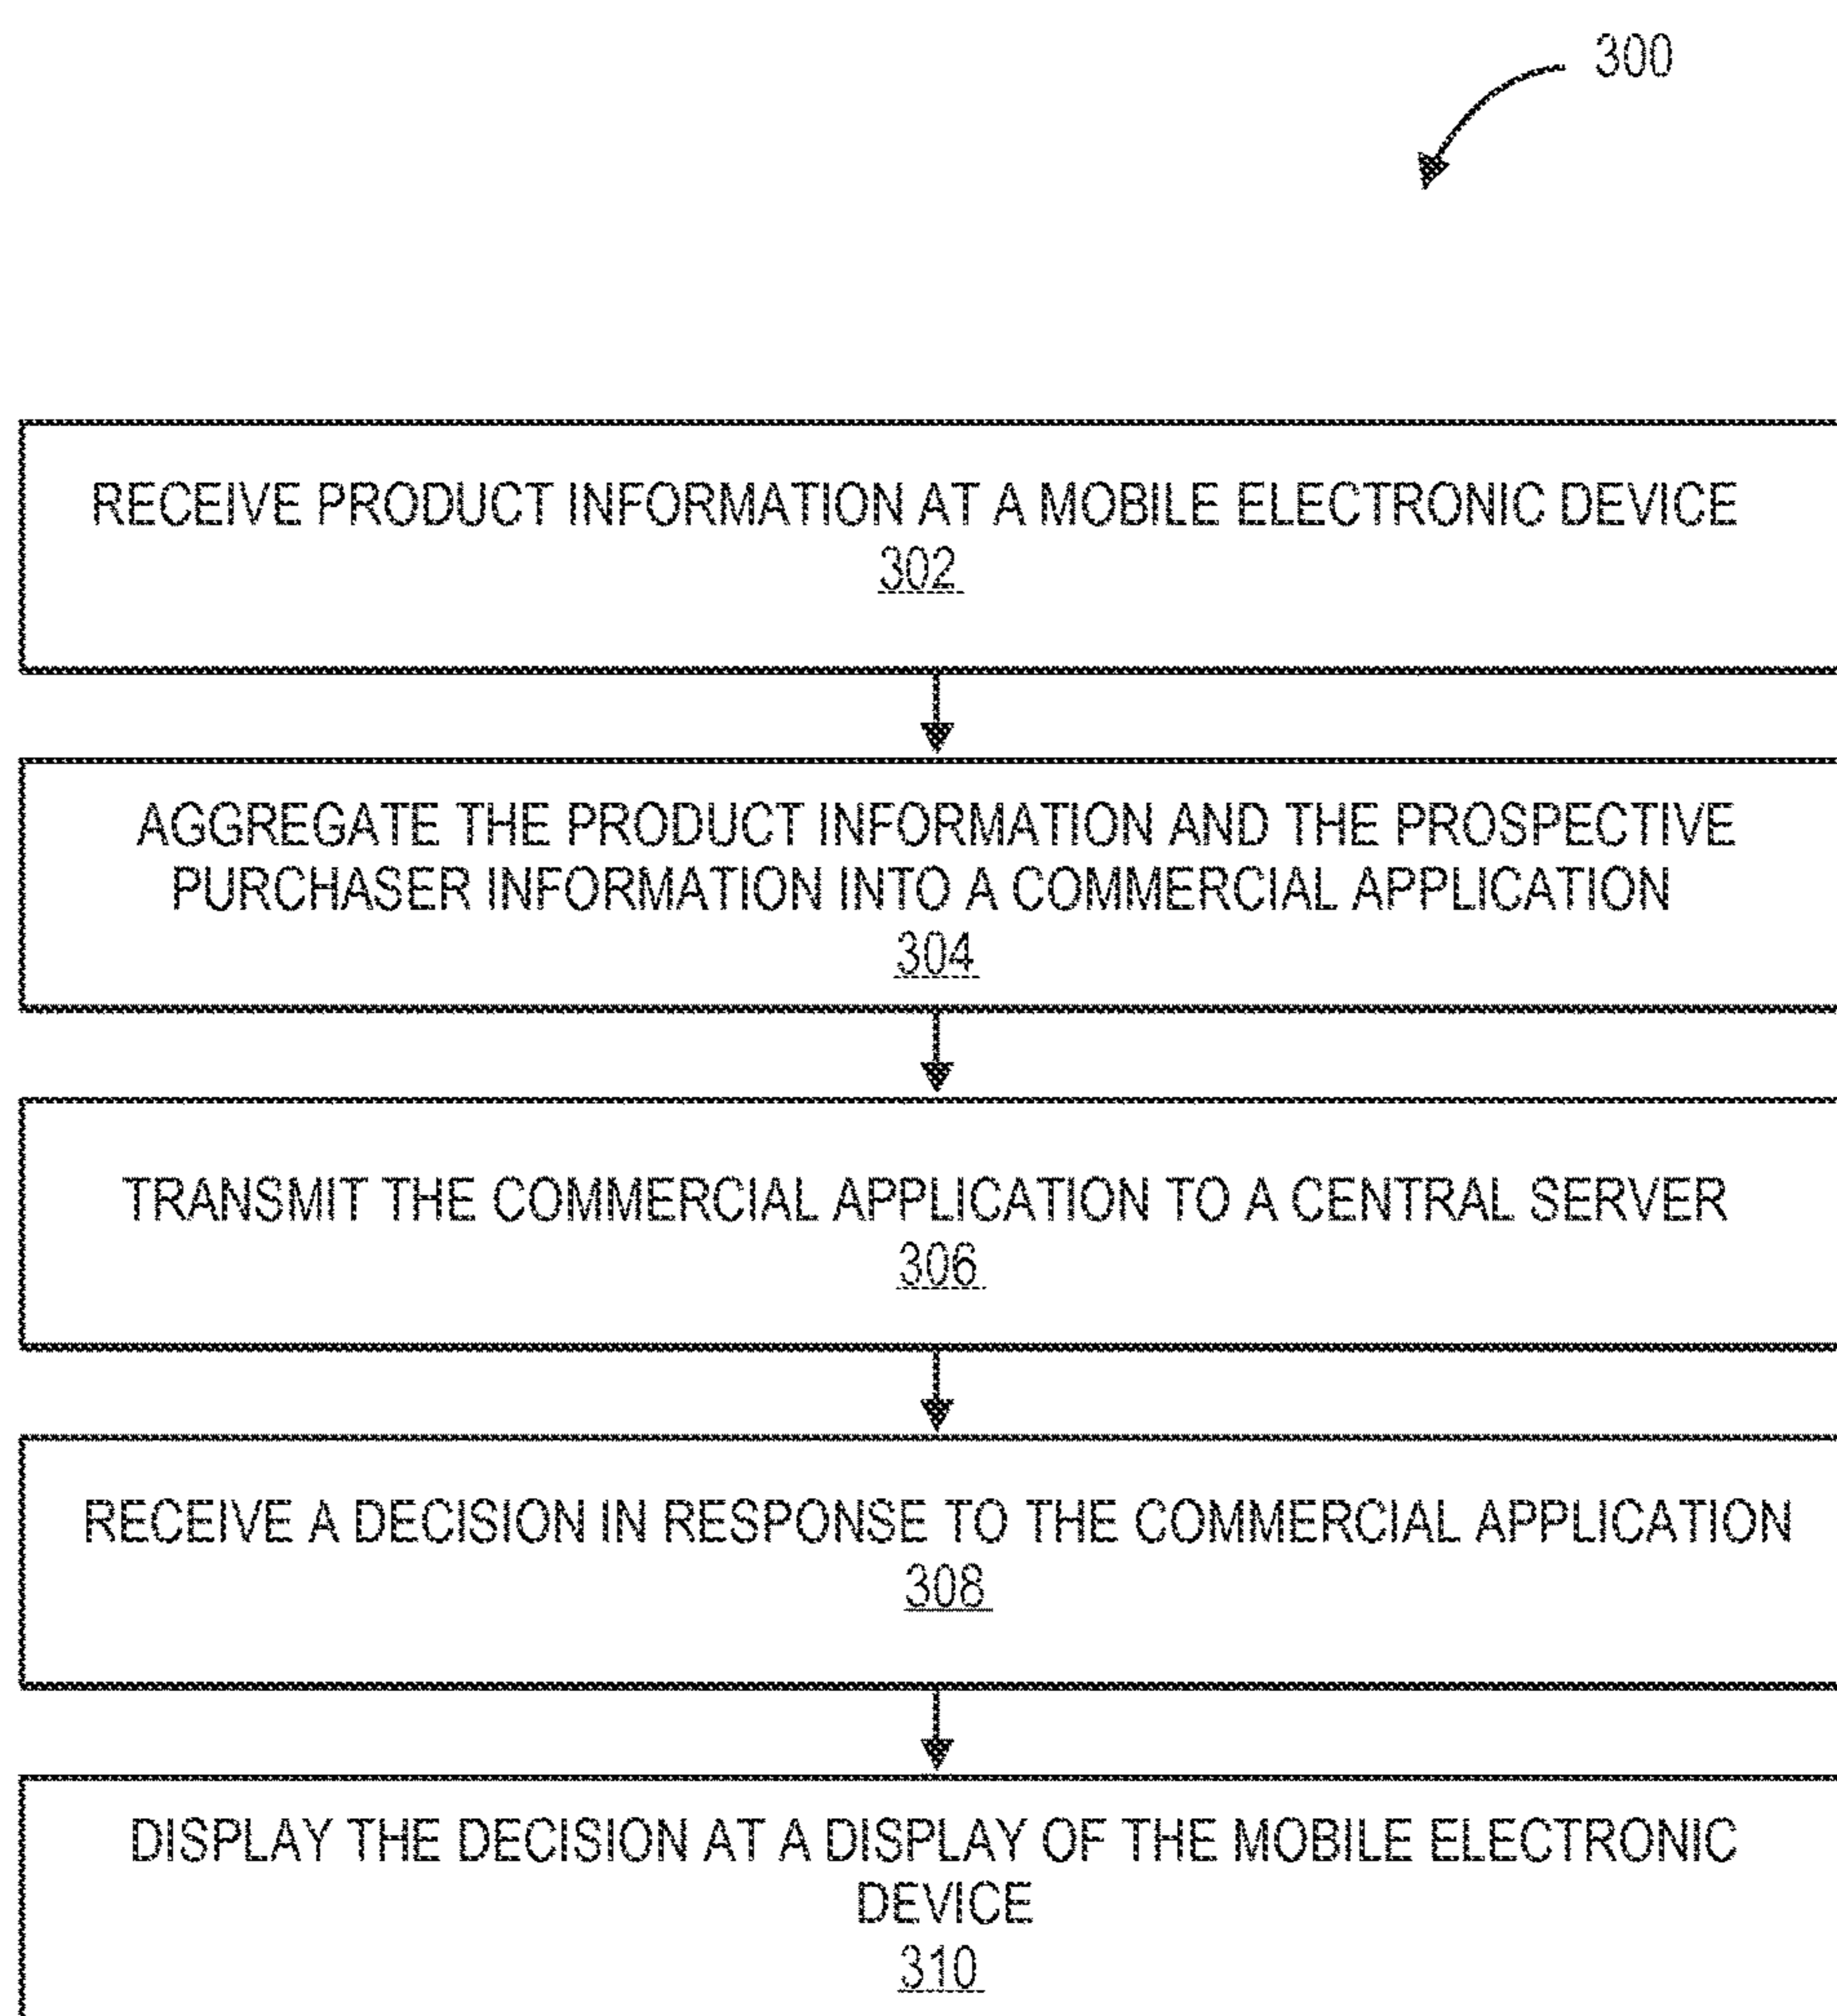 300
RECEIVE PRODUCT INFORMATION AT A MOBILE ELECTRONIC DEVICE
302
AGGREGATE THE PRODUCT INFORMATION AND THE PROSPECTIVE
PURCHASER INFORMATION INTO A COMMERCIAL APPLICATION
304
TRANSMIT THE COMMERCIAL APPLICATION TO A CENTRAL SERVER
306
RECEIVE A DECISION IN RESPONSE TO THE COMMERCIAL APPLICATION
308
DISPLAY THE DECISION AT A DISPLAY OF THE MOBILE ELECTRONIC
DEVICE
310